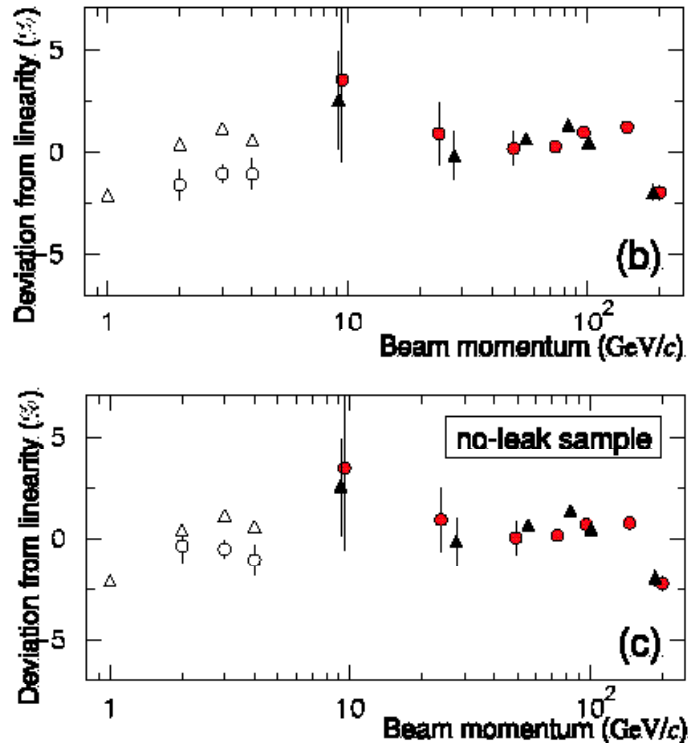 Deviation from linearity (%)
5
0
−5
(b)
1
10
10²
Beam momentum (GeV/c)
Deviation from linearity (%)
5
0
−5
no-leak sample
(c)
1
10
10²
Beam momentum (GeV/c)